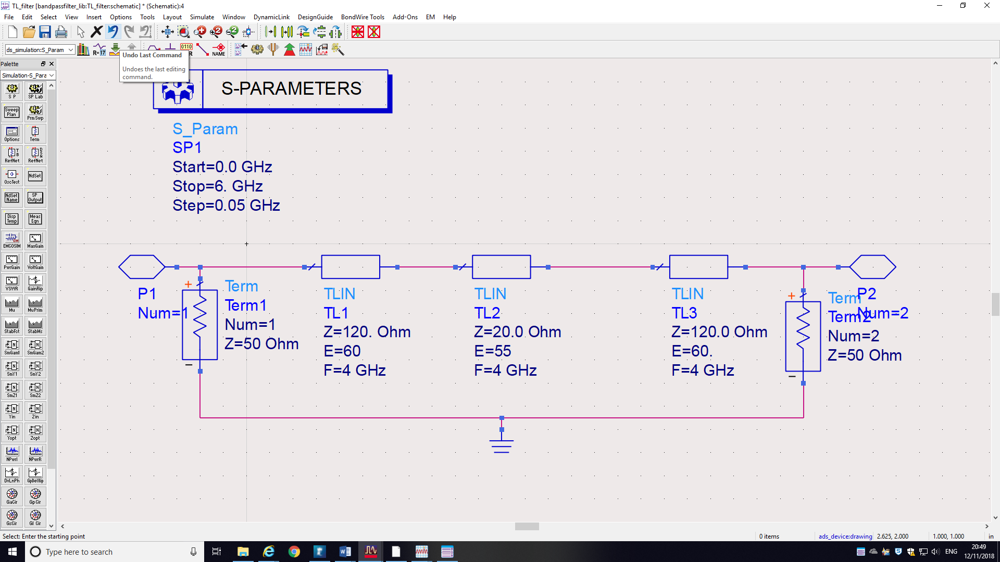 TL_filter [bandpassfilter_lib:TL_filter:schematic] * (Schematic):4
File Edit Select View Insert Options Tools Layout Simulate Window DynamicLink DesignGuide BondWire Tools Add-Ons EM Help
ds_simulation:S_Param
R=17
0110
NAME
Undo Last Command
Undoes the last editing
command.
Palette
Simulation-S_Para
S P
SP Lab
Sweep
Plan
Prm Swp
Options
Term
RefNet
RefNet
OscTest
NdSet
NdSet
Name
SP
Output
Disp
Temp
Meas
Eqn
EMCOSIM
MaxGain
PwrGain
VoltGain
VSWR
GainRip
Mu
MuPrim
StabFct
StabMs
SmGam1
SmGam2
SmY1
SmY2
SmZ1
SmZ2
Yin
Zin
Yopt
Zopt
NPwrI
NPwrR
DvLnPh
GpDelRip
GaCir
GpCir
GsCir
Gl Cir
S-PARAMETERS
S_Param
SP1
Start=0.0 GHz
Stop=6. GHz
Step=0.05 GHz
P1
Num=1
+
−
Term
Term1
Num=1
Z=50 Ohm
TLIN
TL1
Z=120. Ohm
E=60
F=4 GHz
TLIN
TL2
Z=20.0 Ohm
E=55
F=4 GHz
TLIN
TL3
Z=120.0 Ohm
E=60.
F=4 GHz
+
−
Term
Term2
Num=2
Z=50 Ohm
P2
Num=2
Select: Enter the starting point
0 items
ads_device:drawing
2.625, 2.000
1.000, 1.000
in
Type here to search
ENG
20:49
12/11/2018